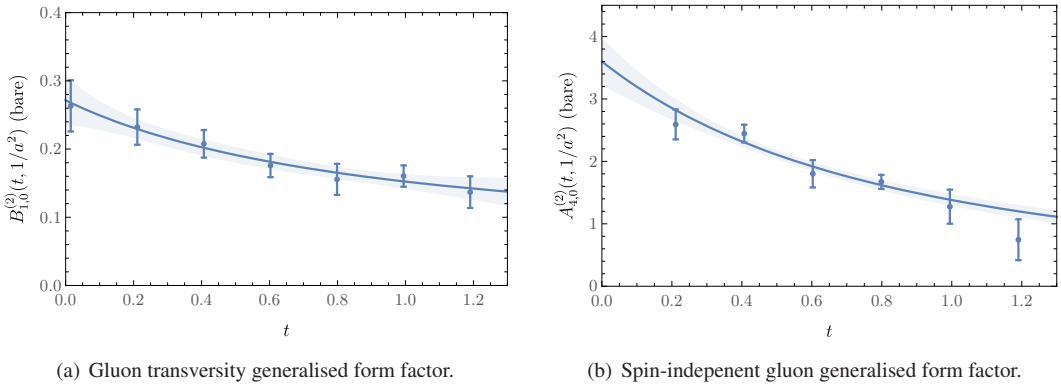 0.4
0.3
0.2
0.1
0.0
0.0 0.2 0.4 0.6 0.8 1.0 1.2
B_{1,0}^{(2)}(t, 1/a^2) (bare)
t
(a) Gluon transversity generalised form factor.
4
3
2
1
0
0.0 0.2 0.4 0.6 0.8 1.0 1.2
A_{4,0}^{(2)}(t, 1/a^2) (bare)
t
(b) Spin-indepenent gluon generalised form factor.